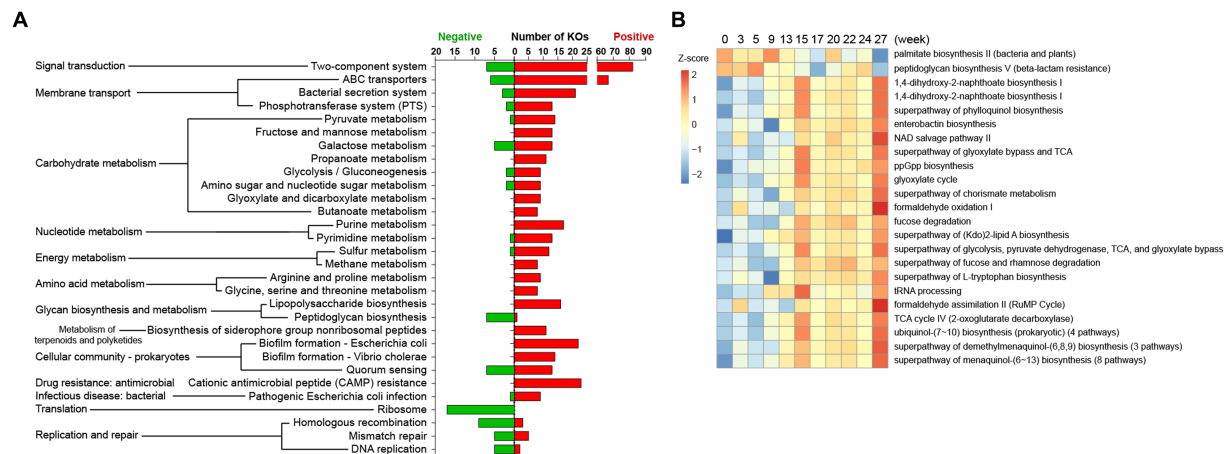 A
Negative Number of KOs Positive
20 15 10 5 0 5 10 15 20 25 60 70 80 90
Signal transduction Two-component system
ABC transporters
Membrane transport Bacterial secretion system
Phosphotransferase system (PTS)
Pyruvate metabolism
Fructose and mannose metabolism
Galactose metabolism
Carbohydrate metabolism Propanoate metabolism
Glycolysis / Gluconeogenesis
Amino sugar and nucleotide sugar metabolism
Glyoxylate and dicarboxylate metabolism
Butanoate metabolism
Nucleotide metabolism Purine metabolism
Pyrimidine metabolism
Energy metabolism Sulfur metabolism
Methane metabolism
Amino acid metabolism Arginine and proline metabolism
Glycine, serine and threonine metabolism
Glycan biosynthesis and metabolism Lipopolysaccharide biosynthesis
Peptidoglycan biosynthesis
Metabolism of terpenoids and polyketides Biosynthesis of siderophore group nonribosomal peptides
Biofilm formation - Escherichia coli
Cellular community - prokaryotes Biofilm formation - Vibrio cholerae
Quorum sensing
Drug resistance: antimicrobial Cationic antimicrobial peptide (CAMP) resistance
Infectious disease: bacterial Pathogenic Escherichia coli infection
Translation Ribosome
Homologous recombination
Replication and repair Mismatch repair
DNA replication
B
0 3 5 9 13 15 17 20 22 24 27 (week)
Z-score
2
1
0
−1
−2
palmitate biosynthesis II (bacteria and plants)
peptidoglycan biosynthesis V (beta-lactam resistance)
1,4-dihydroxy-2-naphthoate biosynthesis I
1,4-dihydroxy-2-naphthoate biosynthesis I
superpathway of phylloquinol biosynthesis
enterobactin biosynthesis
NAD salvage pathway II
superpathway of glyoxylate bypass and TCA
ppGpp biosynthesis
glyoxylate cycle
superpathway of chorismate metabolism
formaldehyde oxidation I
fucose degradation
superpathway of (Kdo)2-lipid A biosynthesis
superpathway of glycolysis, pyruvate dehydrogenase, TCA, and glyoxylate bypass
superpathway of fucose and rhamnose degradation
superpathway of L-tryptophan biosynthesis
tRNA processing
formaldehyde assimilation II (RuMP Cycle)
TCA cycle IV (2-oxoglutarate decarboxylase)
ubiquinol-(7~10) biosynthesis (prokaryotic) (4 pathways)
superpathway of demethylmenaquinol-(6,8,9) biosynthesis (3 pathways)
superpathway of menaquinol-(6~13) biosynthesis (8 pathways)